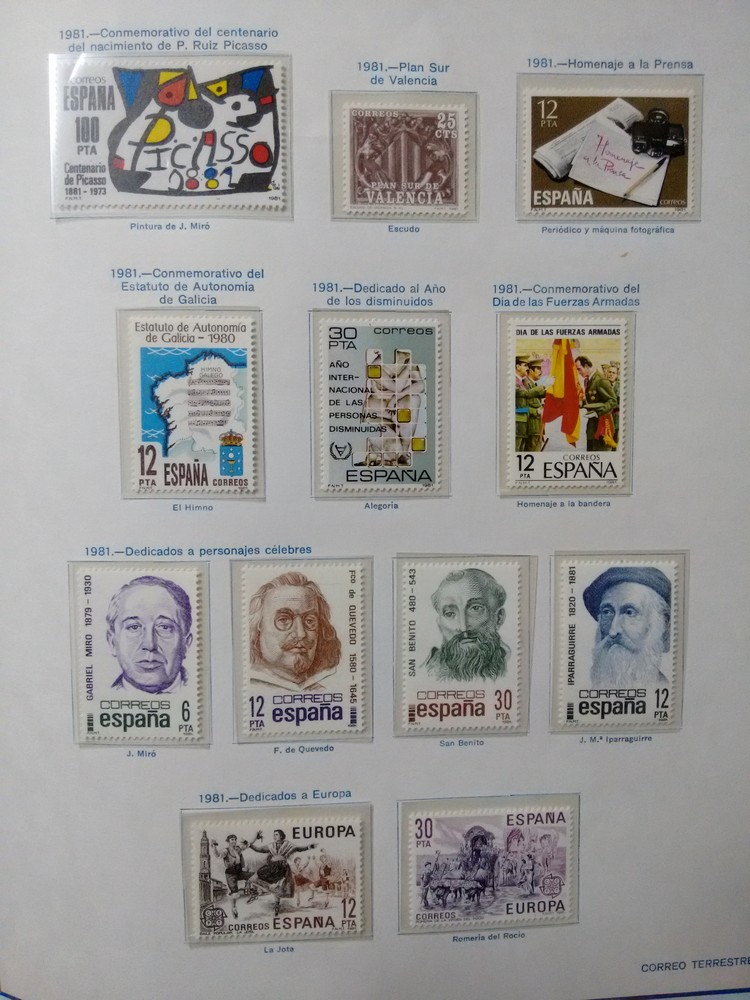 1981.—Conmemorativo del centenario
del nacimiento de P. Ruiz Picasso
CORREOS
ESPAÑA
100
PTA
Centenario
de Picasso
1881-1973
F.N.M.T.
PICASSO
1981
Pintura de J. Miró
1981.—Plan Sur
de Valencia
CORREOS 25
CTS
PLAN SUR DE
VALENCIA
Escudo
1981.—Homenaje a la Prensa
12
PTA
Homenaje
a la Prensa
ESPAÑA
correos
F.N.M.T.
1981
Periódico y máquina fotográfica
1981.—Conmemorativo del
Estatuto de Autonomía
de Galicia
Estatuto de Autonomía
de Galicia - 1980
HIMNO
GALLEGO
12
PTA ESPAÑA CORREOS
El Himno
1981.—Dedicado al Año
de los disminuidos
30 correos
PTA
AÑO
INTER-
NACIONAL
DE LAS
PERSONAS
DISMINUIDAS
ESPAÑA
F.N.M.T. 1981
Alegoría
1981.—Conmemorativo del
Día de las Fuerzas Armadas
DIA DE LAS FUERZAS ARMADAS
12 CORREOS
PTA ESPAÑA
Homenaje a la bandera
1981.—Dedicados a personajes célebres
GABRIEL MIRO 1879-1930
CORREOS
españa 6
PTA
J. Miró
Fco de QUEVEDO 1580-1645
12 CORREOS
PTA españa
F. de Quevedo
SAN BENITO 480-543
CORREOS
españa 30
PTA
San Benito
IPARRAGUIRRE 1820-1881
CORREOS
españa 12
PTA
J. M.ª Iparraguirre
1981.—Dedicados a Europa
EUROPA
CORREOS ESPAÑA 12
PTA
La Jota
30 ESPAÑA
PTA
CORREOS EUROPA
Romería del Rocío
CORREO TERRESTRE